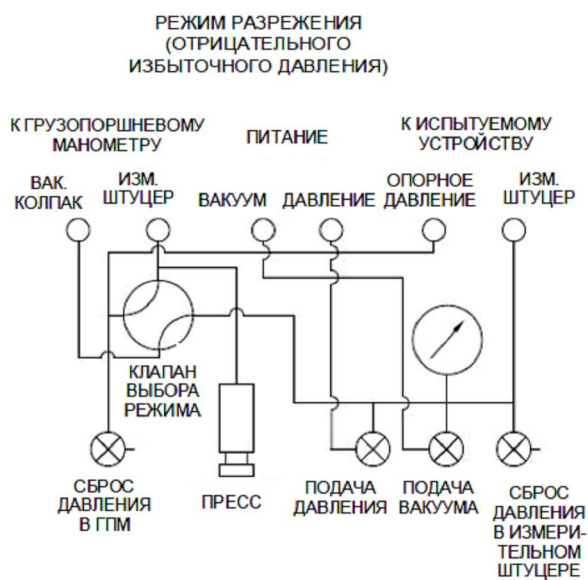 РЕЖИМ РАЗРЕЖЕНИЯ
(ОТРИЦАТЕЛЬНОГО
ИЗБЫТОЧНОГО ДАВЛЕНИЯ)
К ГРУЗОПОРШНЕВОМУ
МАНОМЕТРУ
ПИТАНИЕ
К ИСПЫТУЕМОМУ
УСТРОЙСТВУ
ВАК.
КОЛПАК
ИЗМ.
ШТУЦЕР
ВАКУУМ
ДАВЛЕНИЕ
ОПОРНОЕ
ДАВЛЕНИЕ
ИЗМ.
ШТУЦЕР
КЛАПАН
ВЫБОРА
РЕЖИМА
СБРОС
ДАВЛЕНИЯ
В ГПМ
ПРЕСС
ПОДАЧА
ДАВЛЕНИЯ
ПОДАЧА
ВАКУУМА
СБРОС
ДАВЛЕНИЯ
В ИЗМЕРИ-
ТЕЛЬНОМ
ШТУЦЕРЕ